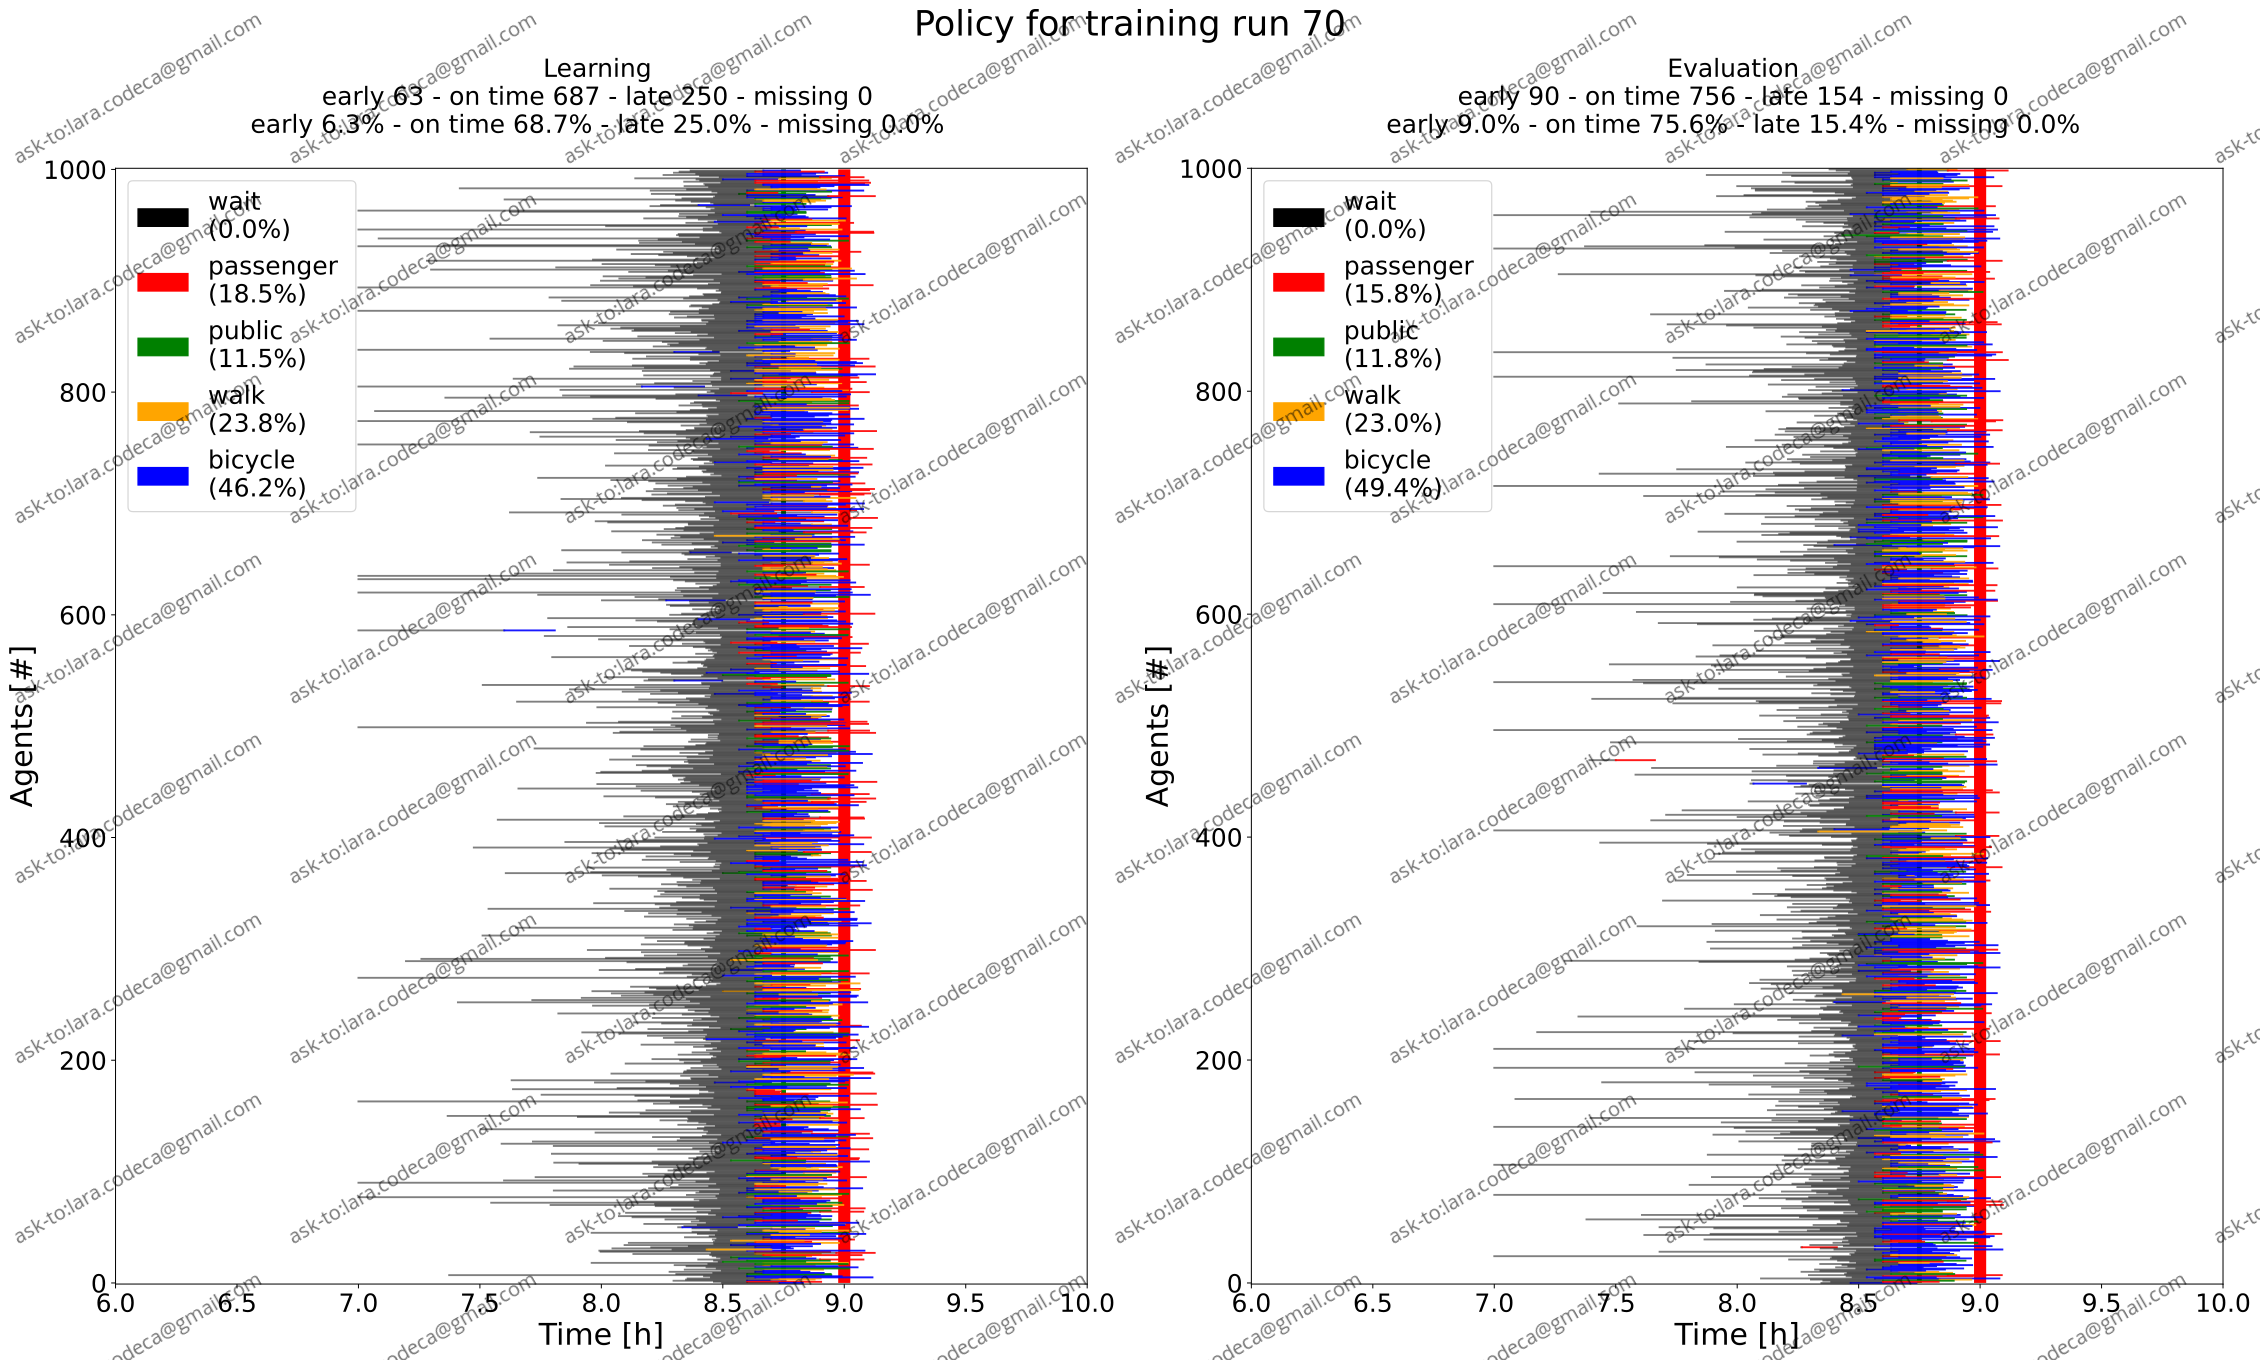 Policy for training run 70
Learning
early 63 - on time 687 - late 250 - missing 0
early 6.3% - on time 68.7% - late 25.0% - missing 0.0%
1000
800
600
400
200
0
Agents [#]
wait
(0.0%)
passenger
(18.5%)
public
(11.5%)
walk
(23.8%)
bicycle
(46.2%)
6.0 6.5 7.0 7.5 8.0 8.5 9.0 9.5 10.0
Time [h]
Evaluation
early 90 - on time 756 - late 154 - missing 0
early 9.0% - on time 75.6% - late 15.4% - missing 0.0%
1000
800
600
400
200
0
Agents [#]
wait
(0.0%)
passenger
(15.8%)
public
(11.8%)
walk
(23.0%)
bicycle
(49.4%)
6.0 6.5 7.0 7.5 8.0 8.5 9.0 9.5 10.0
Time [h]
ask-to:lara.codeca@gmail.com